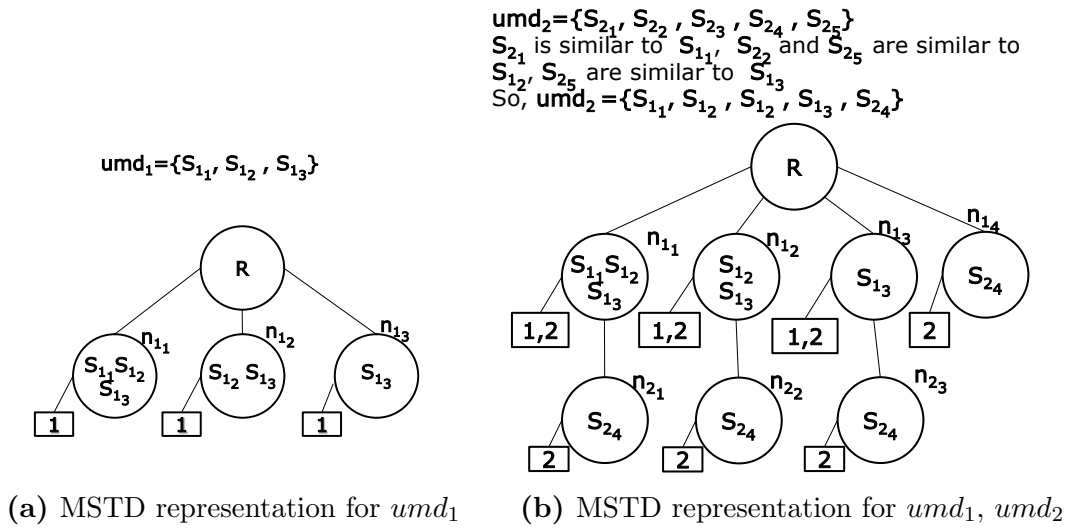 umd₂={S₂₁, S₂₂ , S₂₃ , S₂₄ , S₂₅}
S₂₁ is similar to S₁₁, S₂₂ and S₂₅ are similar to
S₁₂, S₂₅ are similar to S₁₃
So, umd₂ ={S₁₁, S₁₂ , S₁₂ , S₁₃ , S₂₄}
umd₁={S₁₁, S₁₂ , S₁₃}
R
n₁₁
n₁₂
n₁₃
S₁₁S₁₂
S₁₃
S₁₂ S₁₃
S₁₃
1
1
1
(a) MSTD representation for umd₁
R
n₁₁
n₁₂
n₁₃
n₁₄
S₁₁S₁₂
S₁₃
S₁₂
S₁₃
S₁₃
S₂₄
1,2
1,2
1,2
2
n₂₁
n₂₂
n₂₃
S₂₄
S₂₄
S₂₄
2
2
2
(b) MSTD representation for umd₁, umd₂